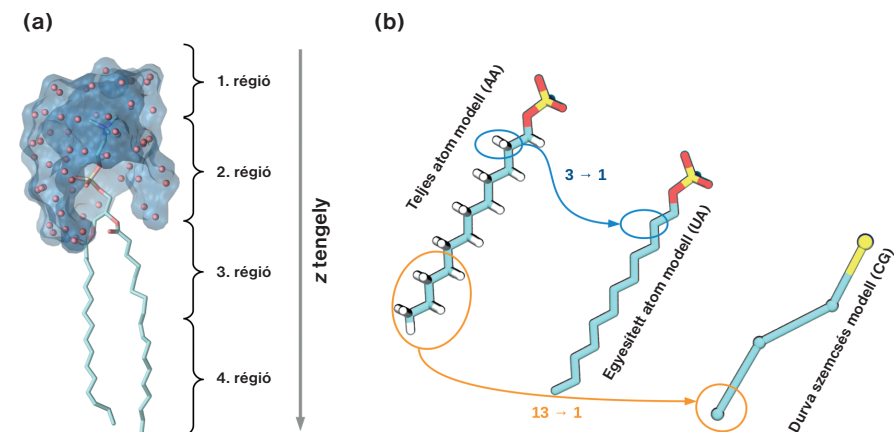 (a)
1. régió
2. régió
3. régió
4. régió
z tengely
(b)
Teljes atom modell (AA)
3 → 1
Egyesített atom modell (UA)
13 → 1
Durva szemcsés modell (CG)